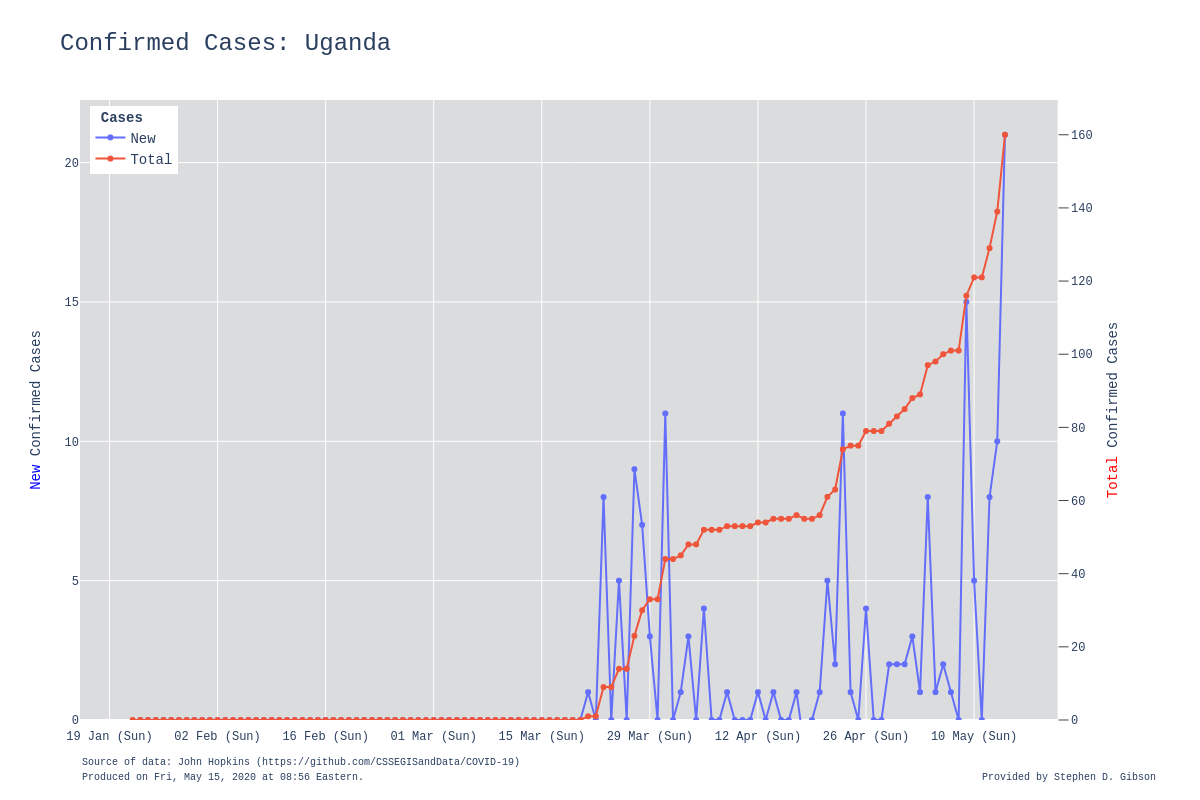 Confirmed Cases: Uganda
Cases
New
Total
20
15
10
5
0
160
140
120
100
80
60
40
20
0
New Confirmed Cases
Total Confirmed Cases
19 Jan (Sun) 02 Feb (Sun) 16 Feb (Sun) 01 Mar (Sun) 15 Mar (Sun) 29 Mar (Sun) 12 Apr (Sun) 26 Apr (Sun) 10 May (Sun)
Source of data: John Hopkins (https://github.com/CSSEGISandData/COVID-19)
Produced on Fri, May 15, 2020 at 08:56 Eastern.
Provided by Stephen D. Gibson